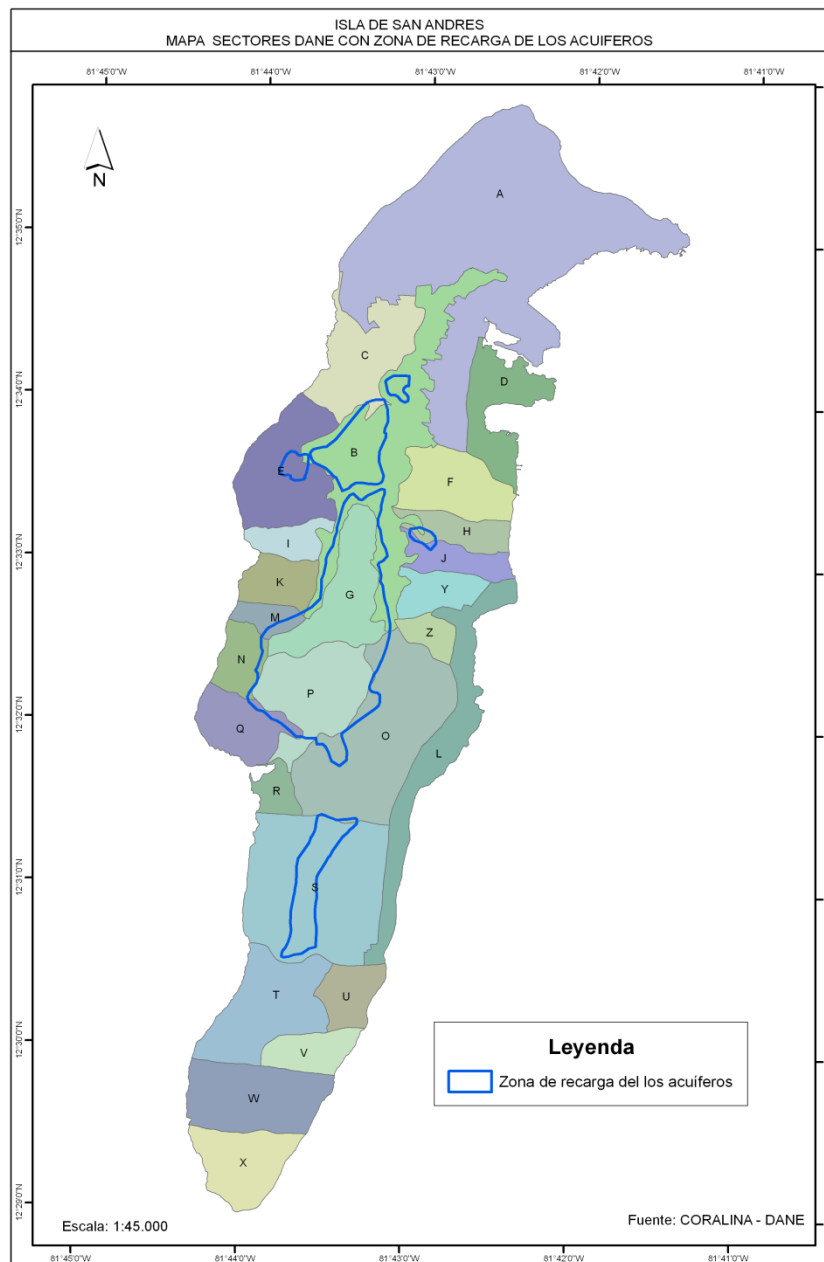 ISLA DE SAN ANDRES
MAPA SECTORES DANE CON ZONA DE RECARGA DE LOS ACUIFEROS
81°45'0"W 81°44'0"W 81°43'0"W 81°42'0"W 81°41'0"W
N
A
12°35'0"N
C
D
12°34'0"N
B
E
F
H
12°33'0"N
I
J
K
Y
G
M
Z
N
P
12°32'0"N
Q
O
L
R
12°31'0"N
S
T
U
12°30'0"N
V
Leyenda
Zona de recarga del los acuíferos
W
X
12°29'0"N
Escala: 1:45.000
Fuente: CORALINA - DANE
81°45'0"W 81°44'0"W 81°43'0"W 81°42'0"W 81°41'0"W